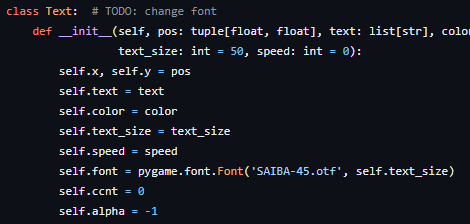 class Text:  # TODO: change font
    def __init__(self, pos: tuple[float, float], text: list[str],
                 text_size: int = 50, speed: int = 0):
        self.x, self.y = pos
        self.text = text
        self.color = color
        self.text_size = text_size
        self.speed = speed
        self.font = pygame.font.Font('SAIBA-45.otf', self.text_size)
        self.ccnt = 0
        self.alpha = -1